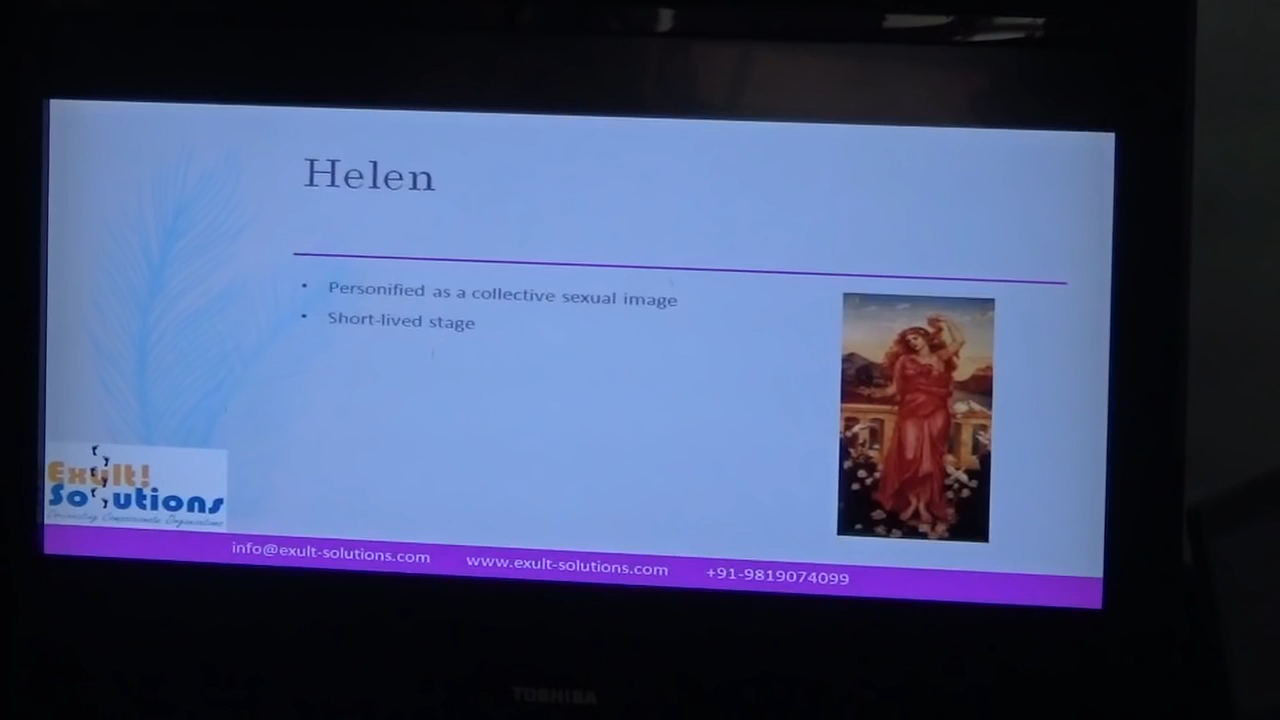 Helen
• Personified as a collective sexual image
• Short-lived stage
Exult!
Solutions
info@exult-solutions.com www.exult-solutions.com +91-9819074099
TOSHIBA